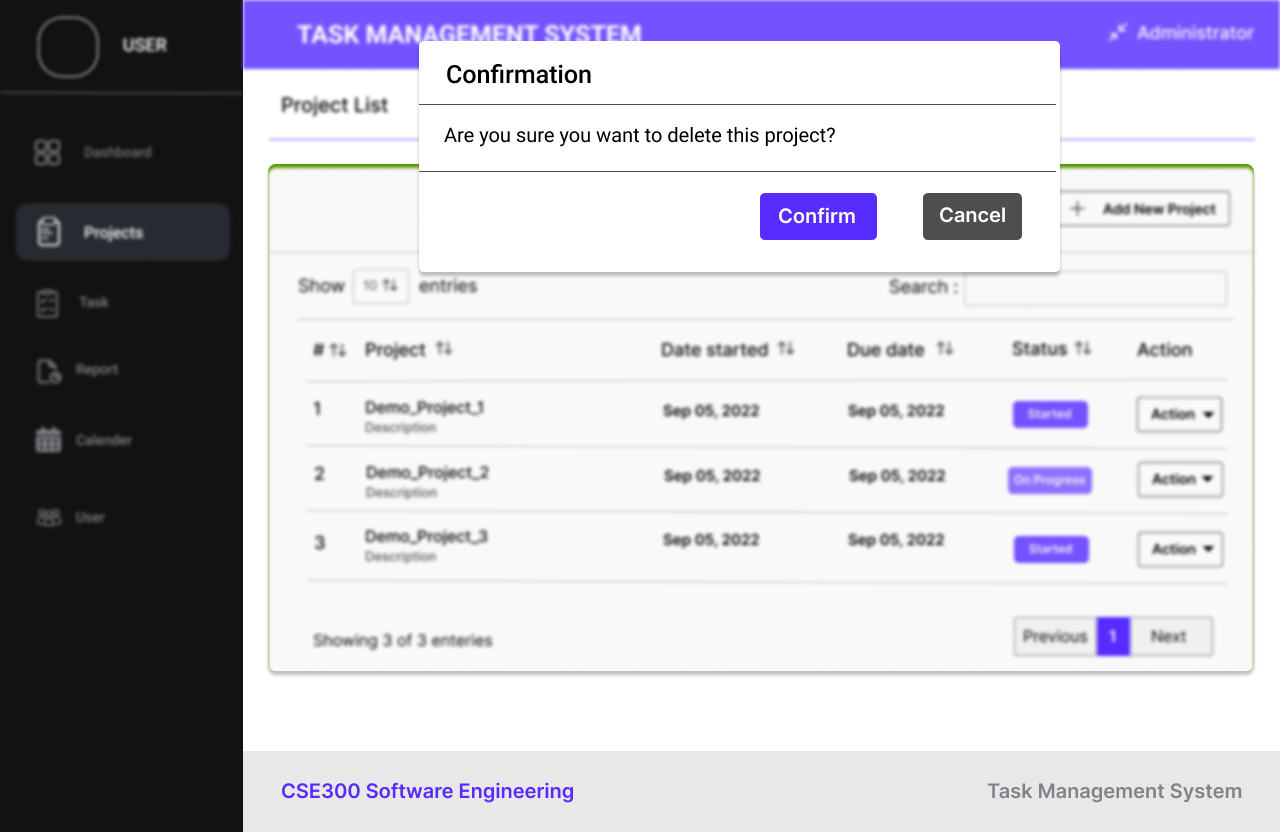 USER
TASK MANAGEMENT SYSTEM
Administrator
Confirmation
Are you sure you want to delete this project?
Confirm
Cancel
Project List
Dashboard
Projects
Task
Report
Calender
User
Add New Project
Show 10 entries
Search :
# Project Date started Due date Status Action
1 Demo_Project_1 Sep 05, 2022 Sep 05, 2022 Started Action
Description
2 Demo_Project_2 Sep 05, 2022 Sep 05, 2022 On Progress Action
Description
3 Demo_Project_3 Sep 05, 2022 Sep 05, 2022 Started Action
Description
Showing 3 of 3 enteries
Previous 1 Next
CSE300 Software Engineering
Task Management System